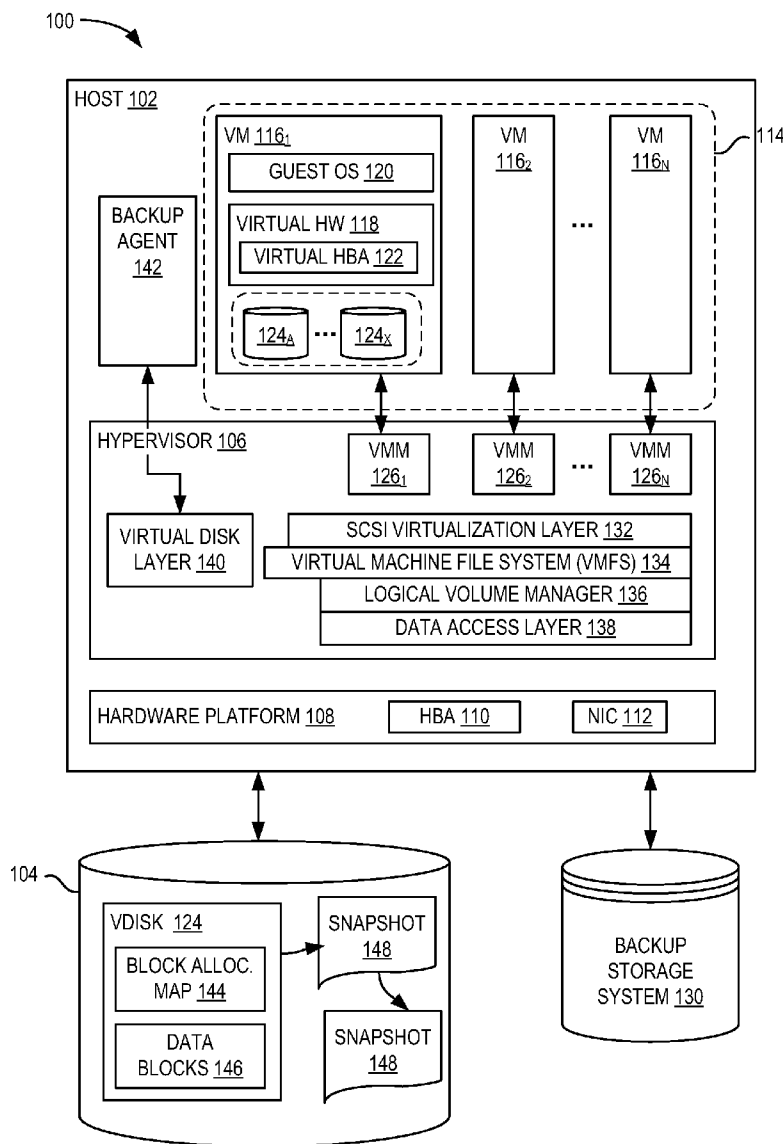 100
HOST 102
114
VM 116₁
GUEST OS 120
VIRTUAL HW 118
VIRTUAL HBA 122
124A ... 124X
VM
116₂
...
VM
116N
BACKUP
AGENT
142
HYPERVISOR 106
VMM
126₁
VMM
126₂
...
VMM
126N
VIRTUAL DISK
LAYER 140
SCSI VIRTUALIZATION LAYER 132
VIRTUAL MACHINE FILE SYSTEM (VMFS) 134
LOGICAL VOLUME MANAGER 136
DATA ACCESS LAYER 138
HARDWARE PLATFORM 108
HBA 110
NIC 112
104
VDISK 124
BLOCK ALLOC.
MAP 144
DATA
BLOCKS 146
SNAPSHOT
148
SNAPSHOT
148
BACKUP
STORAGE
SYSTEM 130